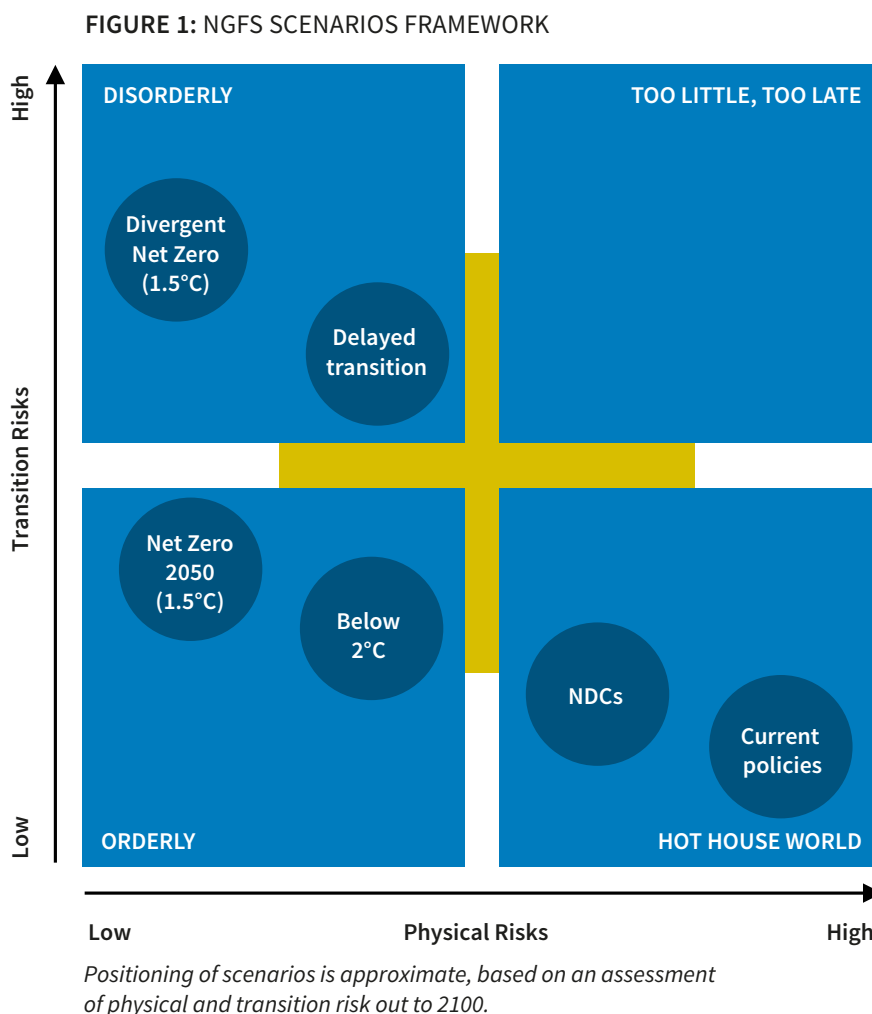 FIGURE 1: NGFS SCENARIOS FRAMEWORK
High
DISORDERLY
TOO LITTLE, TOO LATE
Divergent
Net Zero
(1.5°C)
Delayed
transition
Transition Risks
Net Zero
2050
(1.5°C)
Below
2°C
NDCs
Current
policies
Low
ORDERLY
HOT HOUSE WORLD
Low
Physical Risks
High
Positioning of scenarios is approximate, based on an assessment
of physical and transition risk out to 2100.